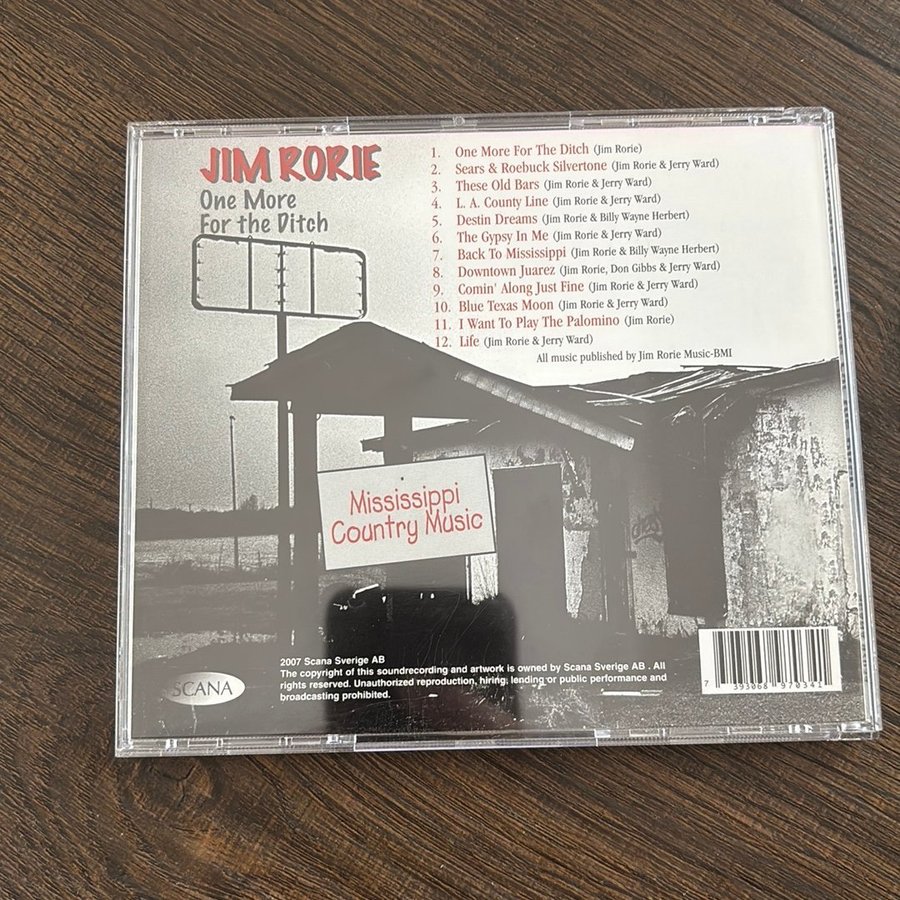 JIM RORIE
One More
For the Ditch
1. One More For The Ditch (Jim Rorie)
2. Sears & Roebuck Silvertone (Jim Rorie & Jerry Ward)
3. These Old Bars (Jim Rorie & Jerry Ward)
4. L. A. County Line (Jim Rorie & Jerry Ward)
5. Destin Dreams (Jim Rorie & Billy Wayne Herbert)
6. The Gypsy In Me (Jim Rorie & Jerry Ward)
7. Back To Mississippi (Jim Rorie & Billy Wayne Herbert)
8. Downtown Juarez (Jim Rorie, Don Gibbs & Jerry Ward)
9. Comin' Along Just Fine (Jim Rorie & Jerry Ward)
10. Blue Texas Moon (Jim Rorie & Jerry Ward)
11. I Want To Play The Palomino (Jim Rorie)
12. Life (Jim Rorie & Jerry Ward)
All music published by Jim Rorie Music-BMI
Mississippi
Country Music
2007 Scana Sverige AB
The copyright of this soundrecording and artwork is owned by Scana Sverige AB . All
rights reserved. Unauthorized reproduction, hiring, lending or public performance and
broadcasting prohibited.
SCANA
7 393068 970341